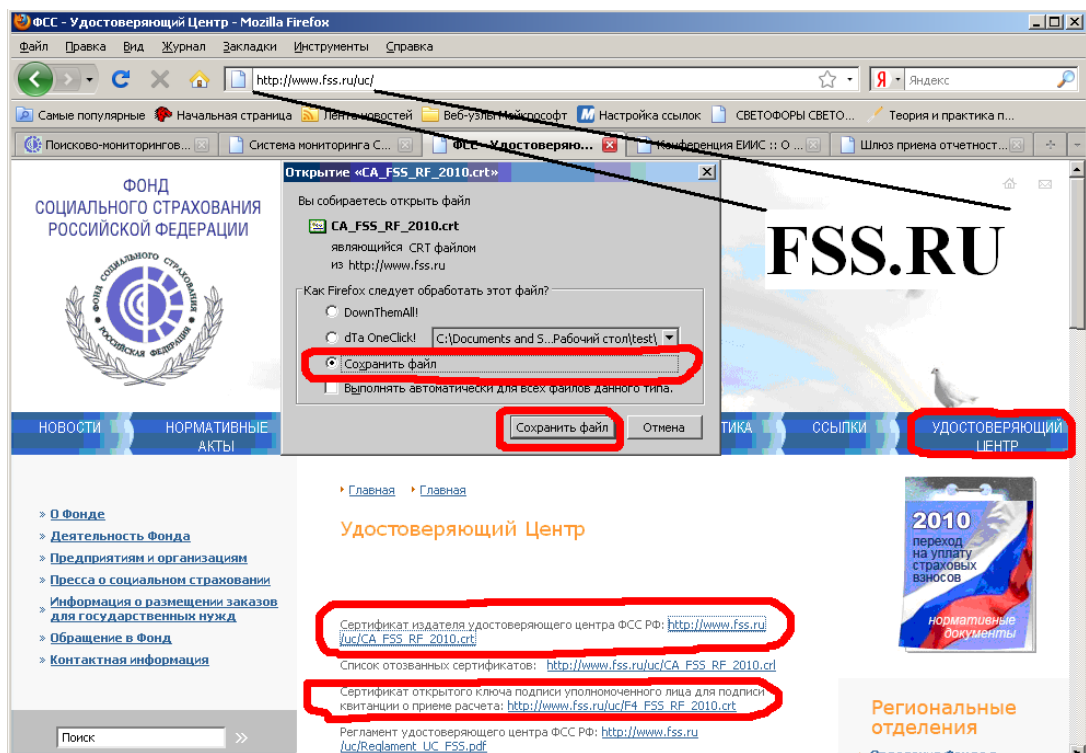 ФСС - Удостоверяющий Центр - Mozilla Firefox
Файл Правка Вид Журнал Закладки Инструменты Справка
http://www.fss.ru/uc/
Яндекс
Самые популярные Начальная страница Лента новостей Веб-узлы Майкрософт Настройка ссылок СВЕТОФОРЫ СВЕТО... Теория и практика п...
Поисково-мониторингов... Система мониторинга С... ФСС - Удостоверяю... Конференция ЕИИС :: О ... Шлюз приема отчетност...
ФОНД
СОЦИАЛЬНОГО СТРАХОВАНИЯ
РОССИЙСКОЙ ФЕДЕРАЦИИ
ФОНД СОЦИАЛЬНОГО СТРАХОВАНИЯ
РОССИЙСКАЯ ФЕДЕРАЦИЯ
FSS.RU
Открытие «CA_FSS_RF_2010.crt»
Вы собираетесь открыть файл
CA_FSS_RF_2010.crt
являющийся CRT файлом
из http://www.fss.ru
Как Firefox следует обработать этот файл?
DownThemAll!
dTa OneClick! C:\Documents and S...Рабочий стол\test\
Сохранить файл
Выполнять автоматически для всех файлов данного типа.
Сохранить файл Отмена
НОВОСТИ
НОРМАТИВНЫЕ
АКТЫ
ТИКА
ССЫЛКИ
УДОСТОВЕРЯЮЩИЙ
ЦЕНТР
О Фонде
Деятельность Фонда
Предприятиям и организациям
Пресса о социальном страховании
Информация о размещении заказов
для государственных нужд
Обращение в Фонд
Контактная информация
Поиск
Главная Главная
Удостоверяющий Центр
Сертификат издателя удостоверяющего центра ФСС РФ: http://www.fss.ru
/uc/CA_FSS_RF_2010.crt
Список отозванных сертификатов: http://www.fss.ru/uc/CA_FSS_RF_2010.crl
Сертификат открытого ключа подписи уполномоченного лица для подписи
квитанции о приеме расчета: http://www.fss.ru/uc/F4_FSS_RF_2010.crt
Регламент удостоверяющего центра ФСС РФ: http://www.fss.ru
/uc/Reglament_UC_FSS.pdf
2010
переход
на уплату
страховых
взносов
нормативные
документы
Региональные
отделения